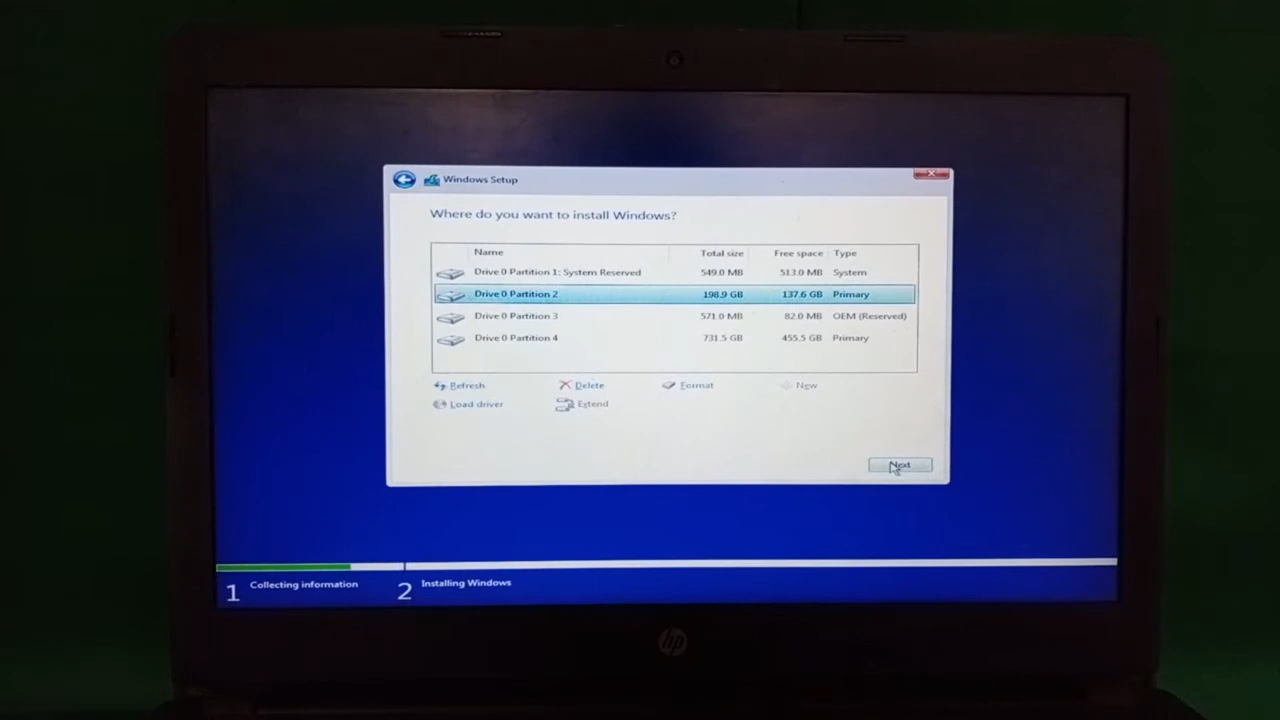 Windows Setup
Where do you want to install Windows?
Name Total size Free space Type
Drive 0 Partition 1: System Reserved 549.0 MB 513.0 MB System
Drive 0 Partition 2 198.9 GB 137.6 GB Primary
Drive 0 Partition 3 571.0 MB 82.0 MB OEM (Reserved)
Drive 0 Partition 4 731.5 GB 455.5 GB Primary
Refresh Delete Format New
Load driver Extend
Next
1 Collecting information 2 Installing Windows
hp